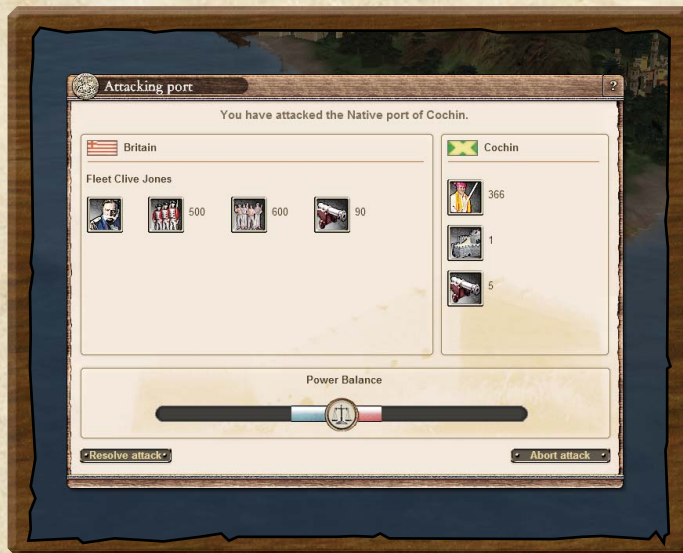 Attacking port
?
You have attacked the Native port of Cochin.
Britain
Fleet Clive Jones
500
600
90
Cochin
366
1
5
Power Balance
Resolve attack
Abort attack